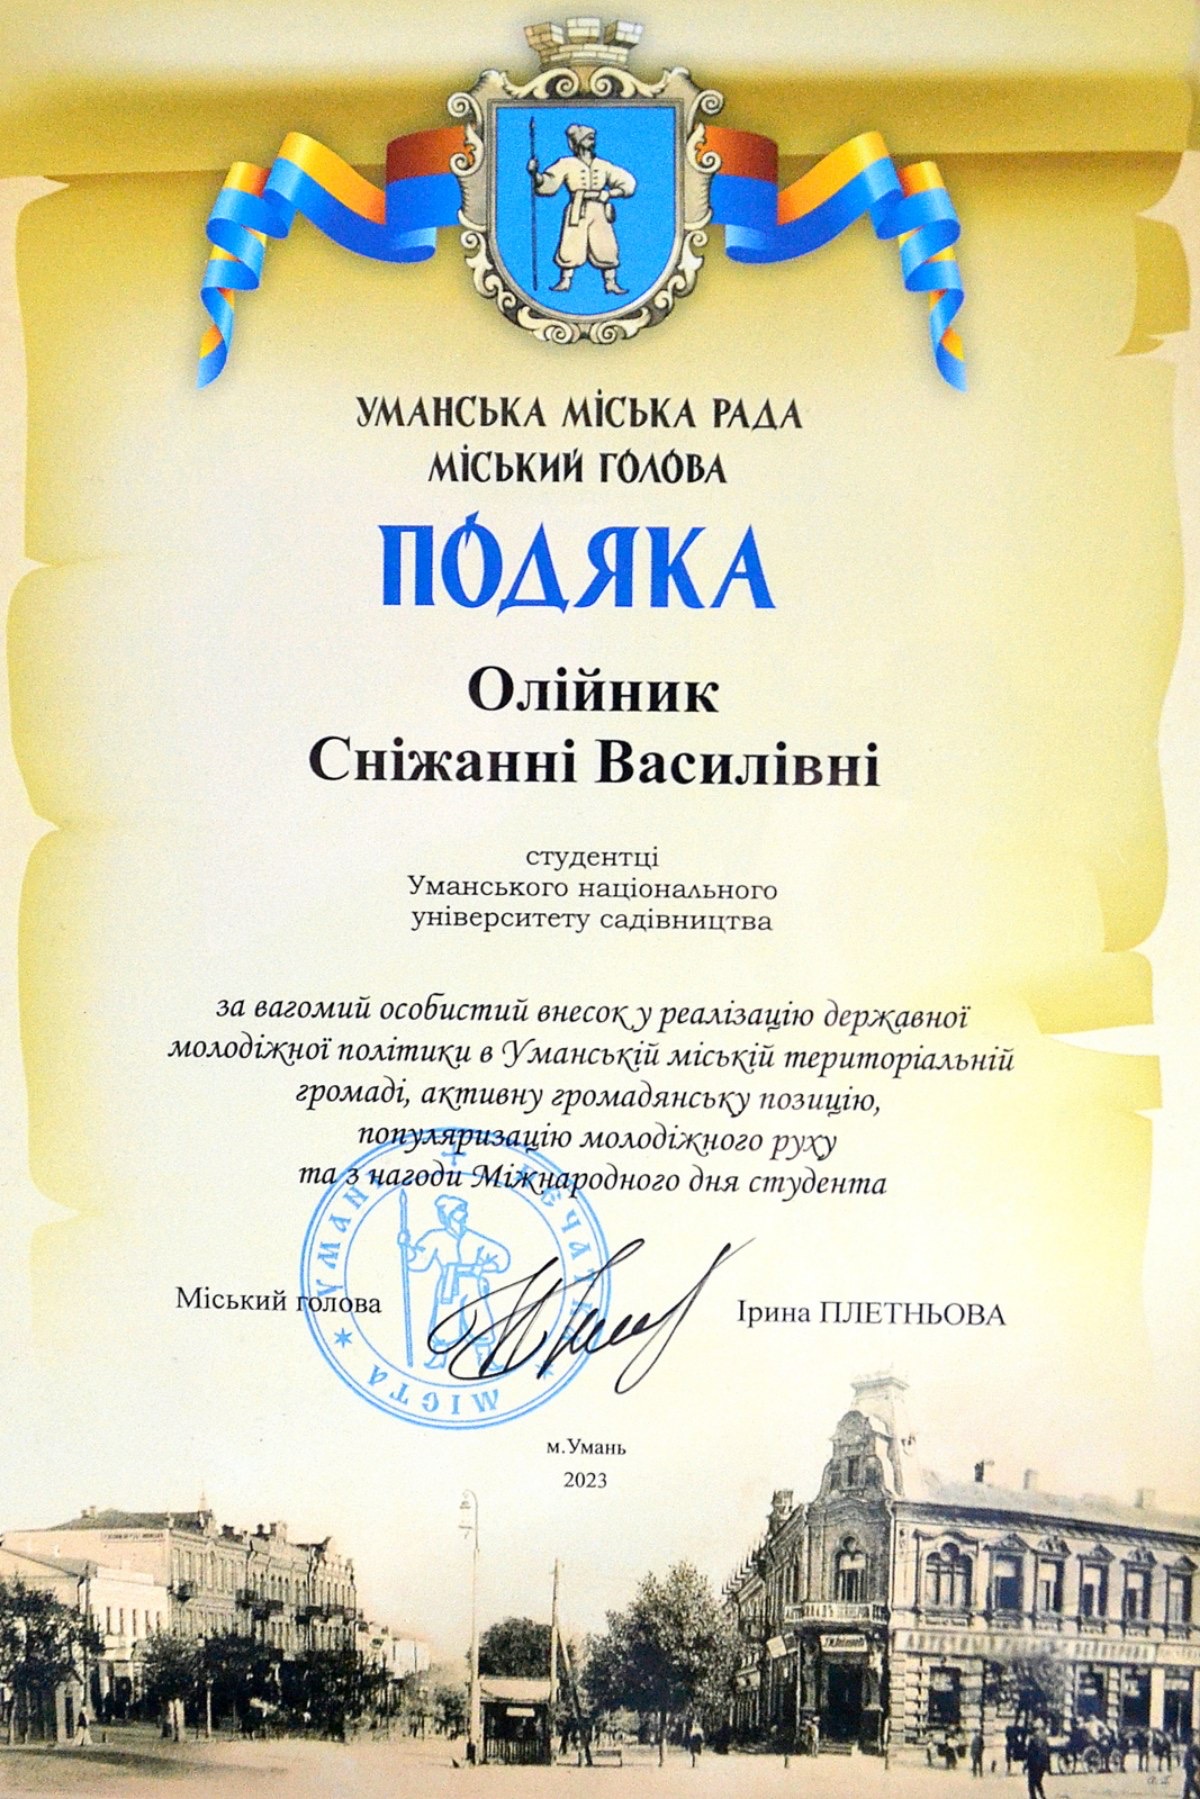 УМАНСЬКА МІСЬКА РАДА
МІСЬКИЙ ГОЛОВА
ПОДЯКА
Олійник
Сніжанні Василівні
студентці
Уманського національного
університету садівництва
за вагомий особистий внесок у реалізацію державної
молодіжної політики в Уманській міській територіальній
громаді, активну громадянську позицію,
популяризацію молодіжного руху
та з нагоди Міжнародного дня студента
Міський голова
Ірина ПЛЕТНЬОВА
м.Умань
2023